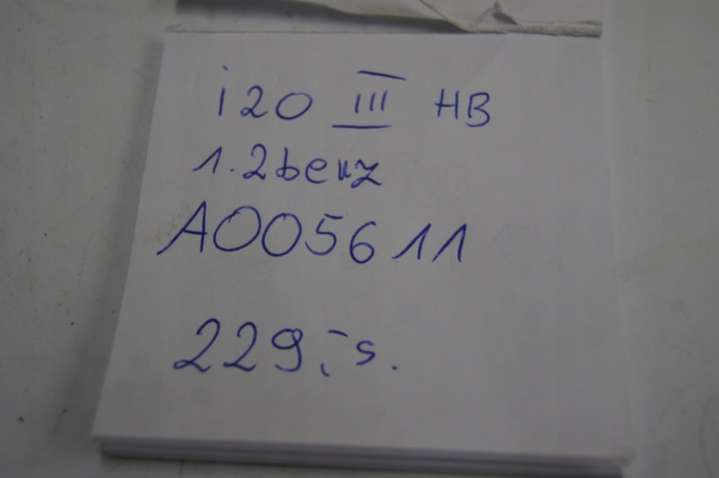 i20 III HB
1.2benz
A005611
229,-s.